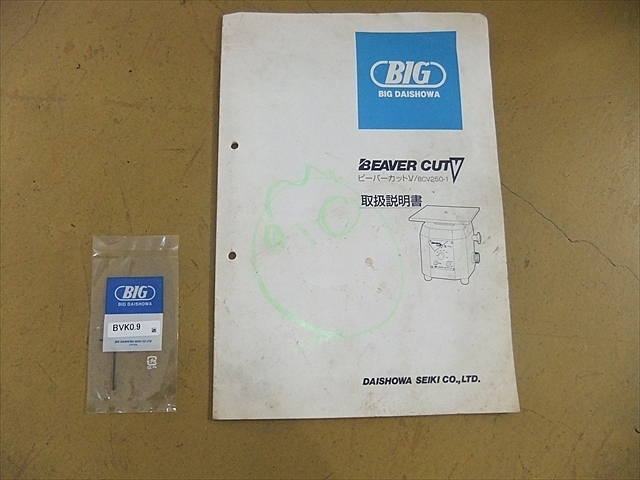 BIG
BIG DAISHOWA
BEAVER CUT V
ビーバーカットV/BCV250-1
取扱説明書
DAISHOWA SEIKI CO.,LTD.
BIG
BIG DAISHOWA
BVK0.9